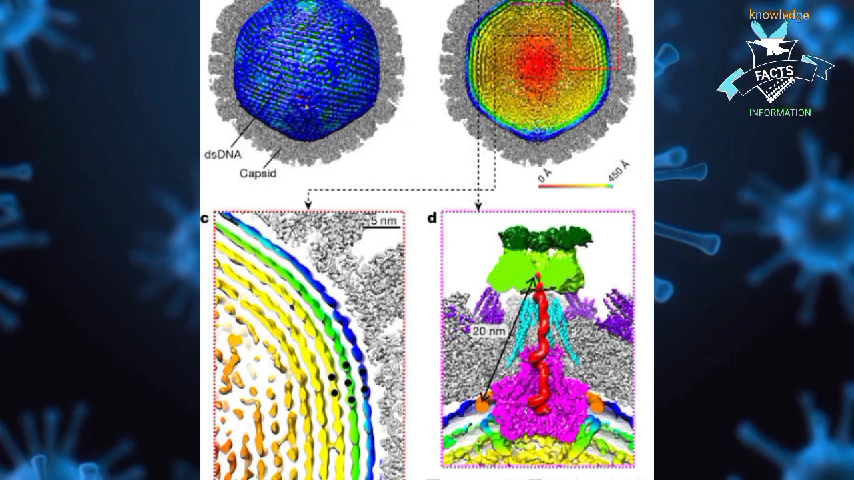 knowledge
FACTS
INFORMATION
dsDNA
Capsid
0 Å
450 Å
c
5 nm
d
20 nm